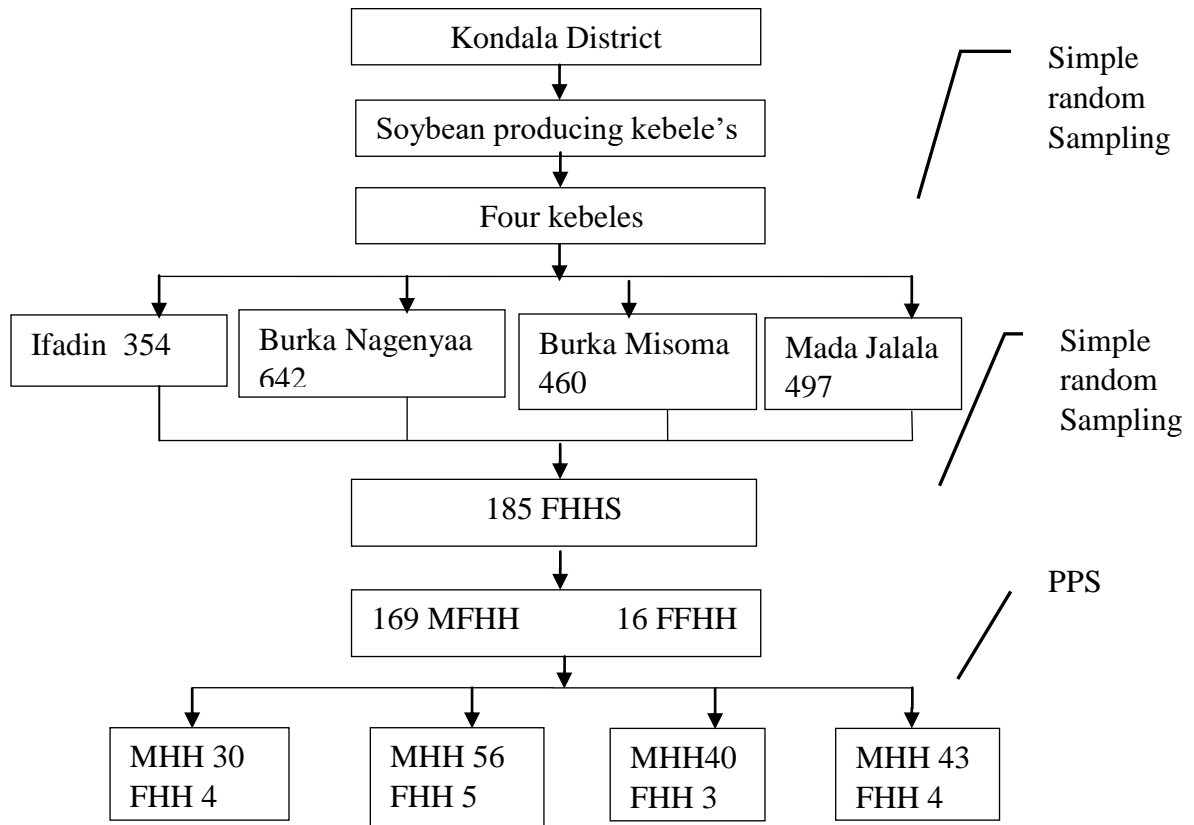 Kondala District
Simple
random
Sampling
Soybean producing kebele’s
Four kebeles
Ifadin 354
Burka Nagenyaa
642
Burka Misoma
460
Mada Jalala
497
Simple
random
Sampling
185 FHHS
PPS
169 MFHH 16 FFHH
MHH 30
FHH 4
MHH 56
FHH 5
MHH40
FHH 3
MHH 43
FHH 4